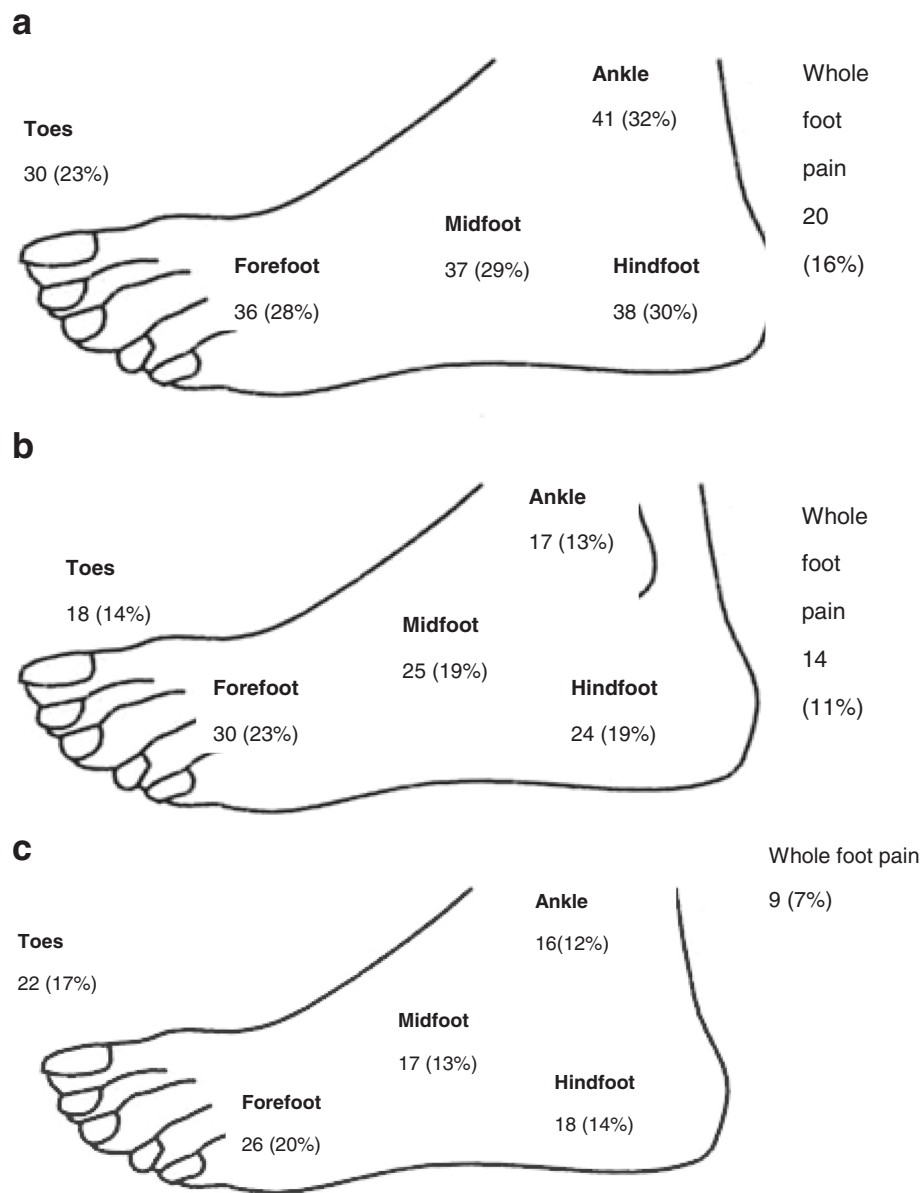 a
Toes
30 (23%)
Ankle
41 (32%)
Whole
foot
pain
20
(16%)
Midfoot
37 (29%)
Forefoot
36 (28%)
Hindfoot
38 (30%)
b
Toes
18 (14%)
Ankle
17 (13%)
Whole
foot
pain
14
(11%)
Midfoot
25 (19%)
Forefoot
30 (23%)
Hindfoot
24 (19%)
c
Whole foot pain
9 (7%)
Toes
22 (17%)
Ankle
16(12%)
Midfoot
17 (13%)
Forefoot
26 (20%)
Hindfoot
18 (14%)